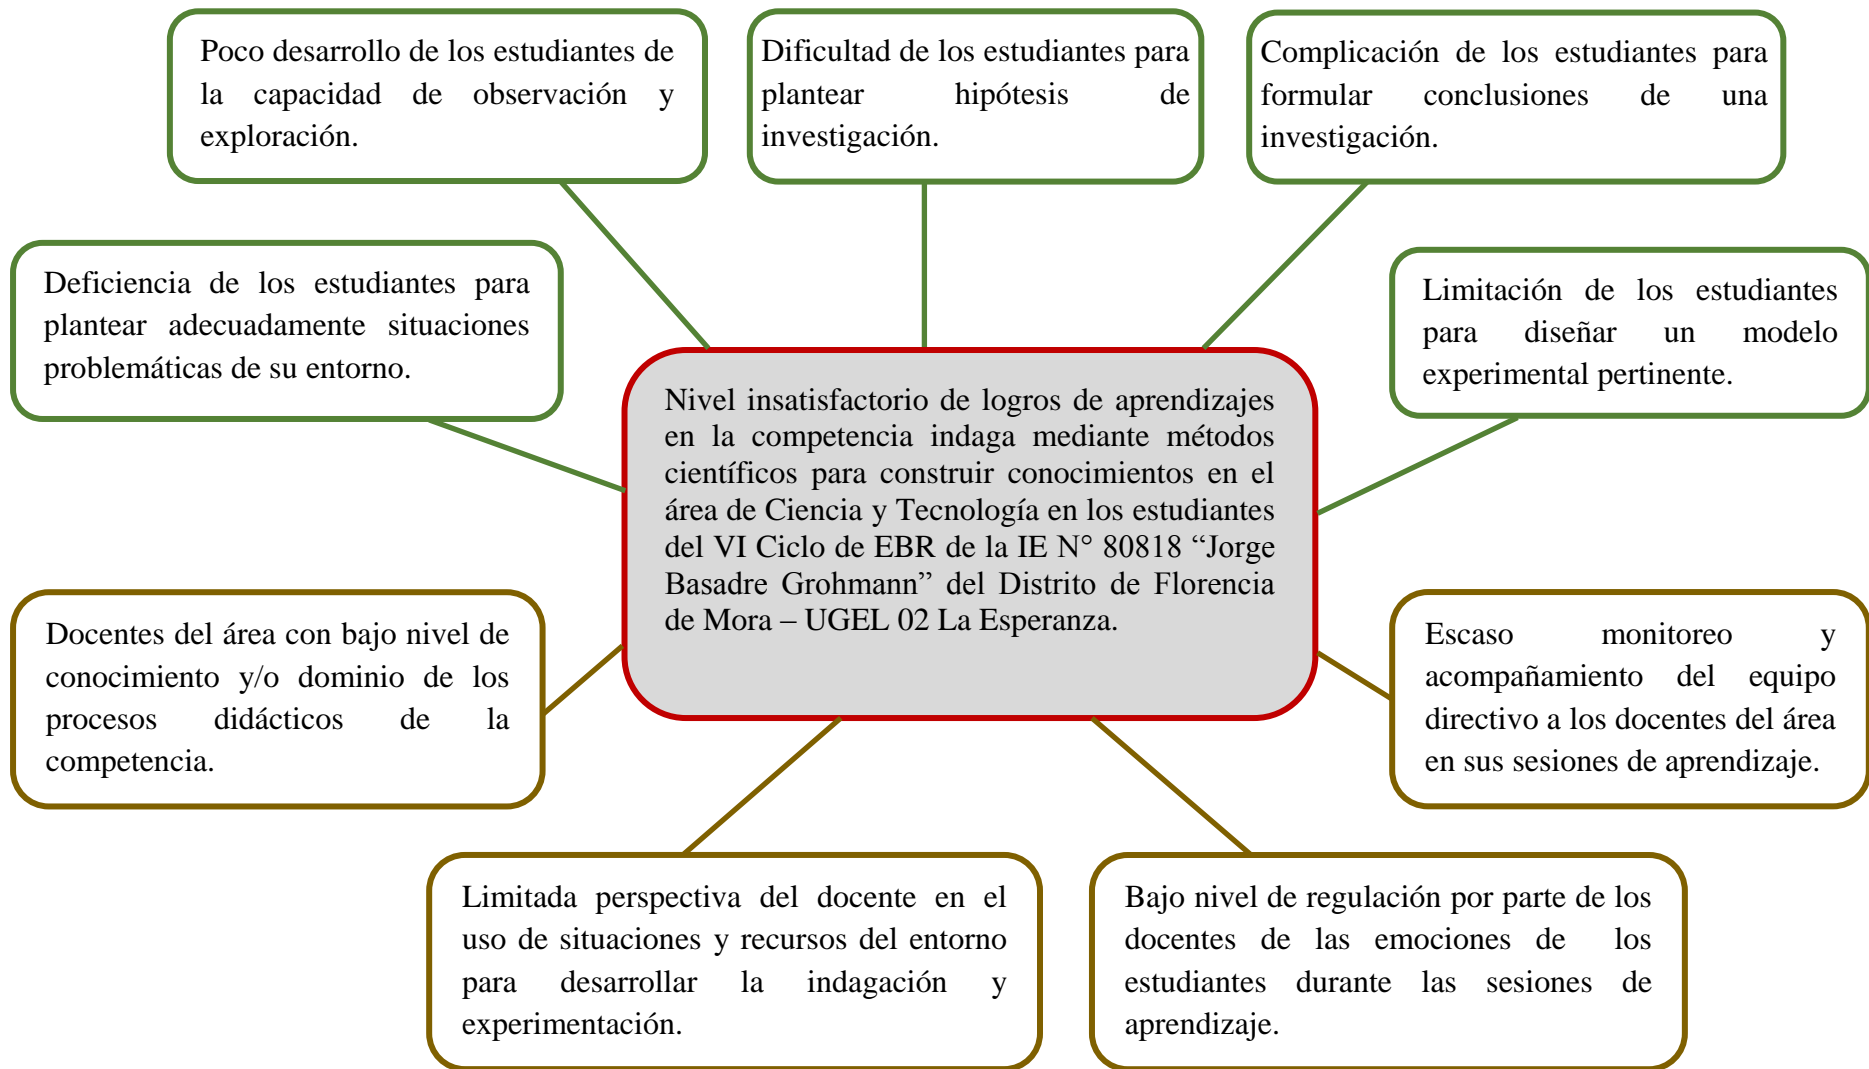 Poco desarrollo de los estudiantes de
la capacidad de observación y
exploración.
Dificultad de los estudiantes para
plantear hipótesis de
investigación.
Complicación de los estudiantes para
formular conclusiones de una
investigación.
Deficiencia de los estudiantes para
plantear adecuadamente situaciones
problemáticas de su entorno.
Limitación de los estudiantes
para diseñar un modelo
experimental pertinente.
Nivel insatisfactorio de logros de aprendizajes
en la competencia indaga mediante métodos
científicos para construir conocimientos en el
área de Ciencia y Tecnología en los estudiantes
del VI Ciclo de EBR de la IE N° 80818 “Jorge
Basadre Grohmann” del Distrito de Florencia
de Mora – UGEL 02 La Esperanza.
Docentes del área con bajo nivel de
conocimiento y/o dominio de los
procesos didácticos de la
competencia.
Escaso monitoreo y
acompañamiento del equipo
directivo a los docentes del área
en sus sesiones de aprendizaje.
Limitada perspectiva del docente en el
uso de situaciones y recursos del entorno
para desarrollar la indagación y
experimentación.
Bajo nivel de regulación por parte de los
docentes de las emociones de los
estudiantes durante las sesiones de
aprendizaje.